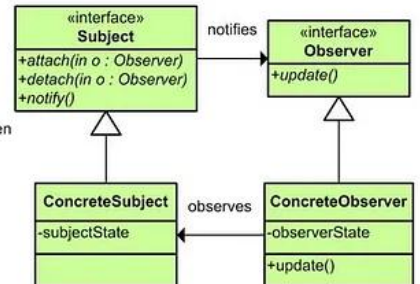 «interface»
Subject
+attach(in o : Observer)
+detach(in o : Observer)
+notify()
notifies
«interface»
Observer
+update()
en
ConcreteSubject
-subjectState
observes
ConcreteObserver
-observerState
+update()